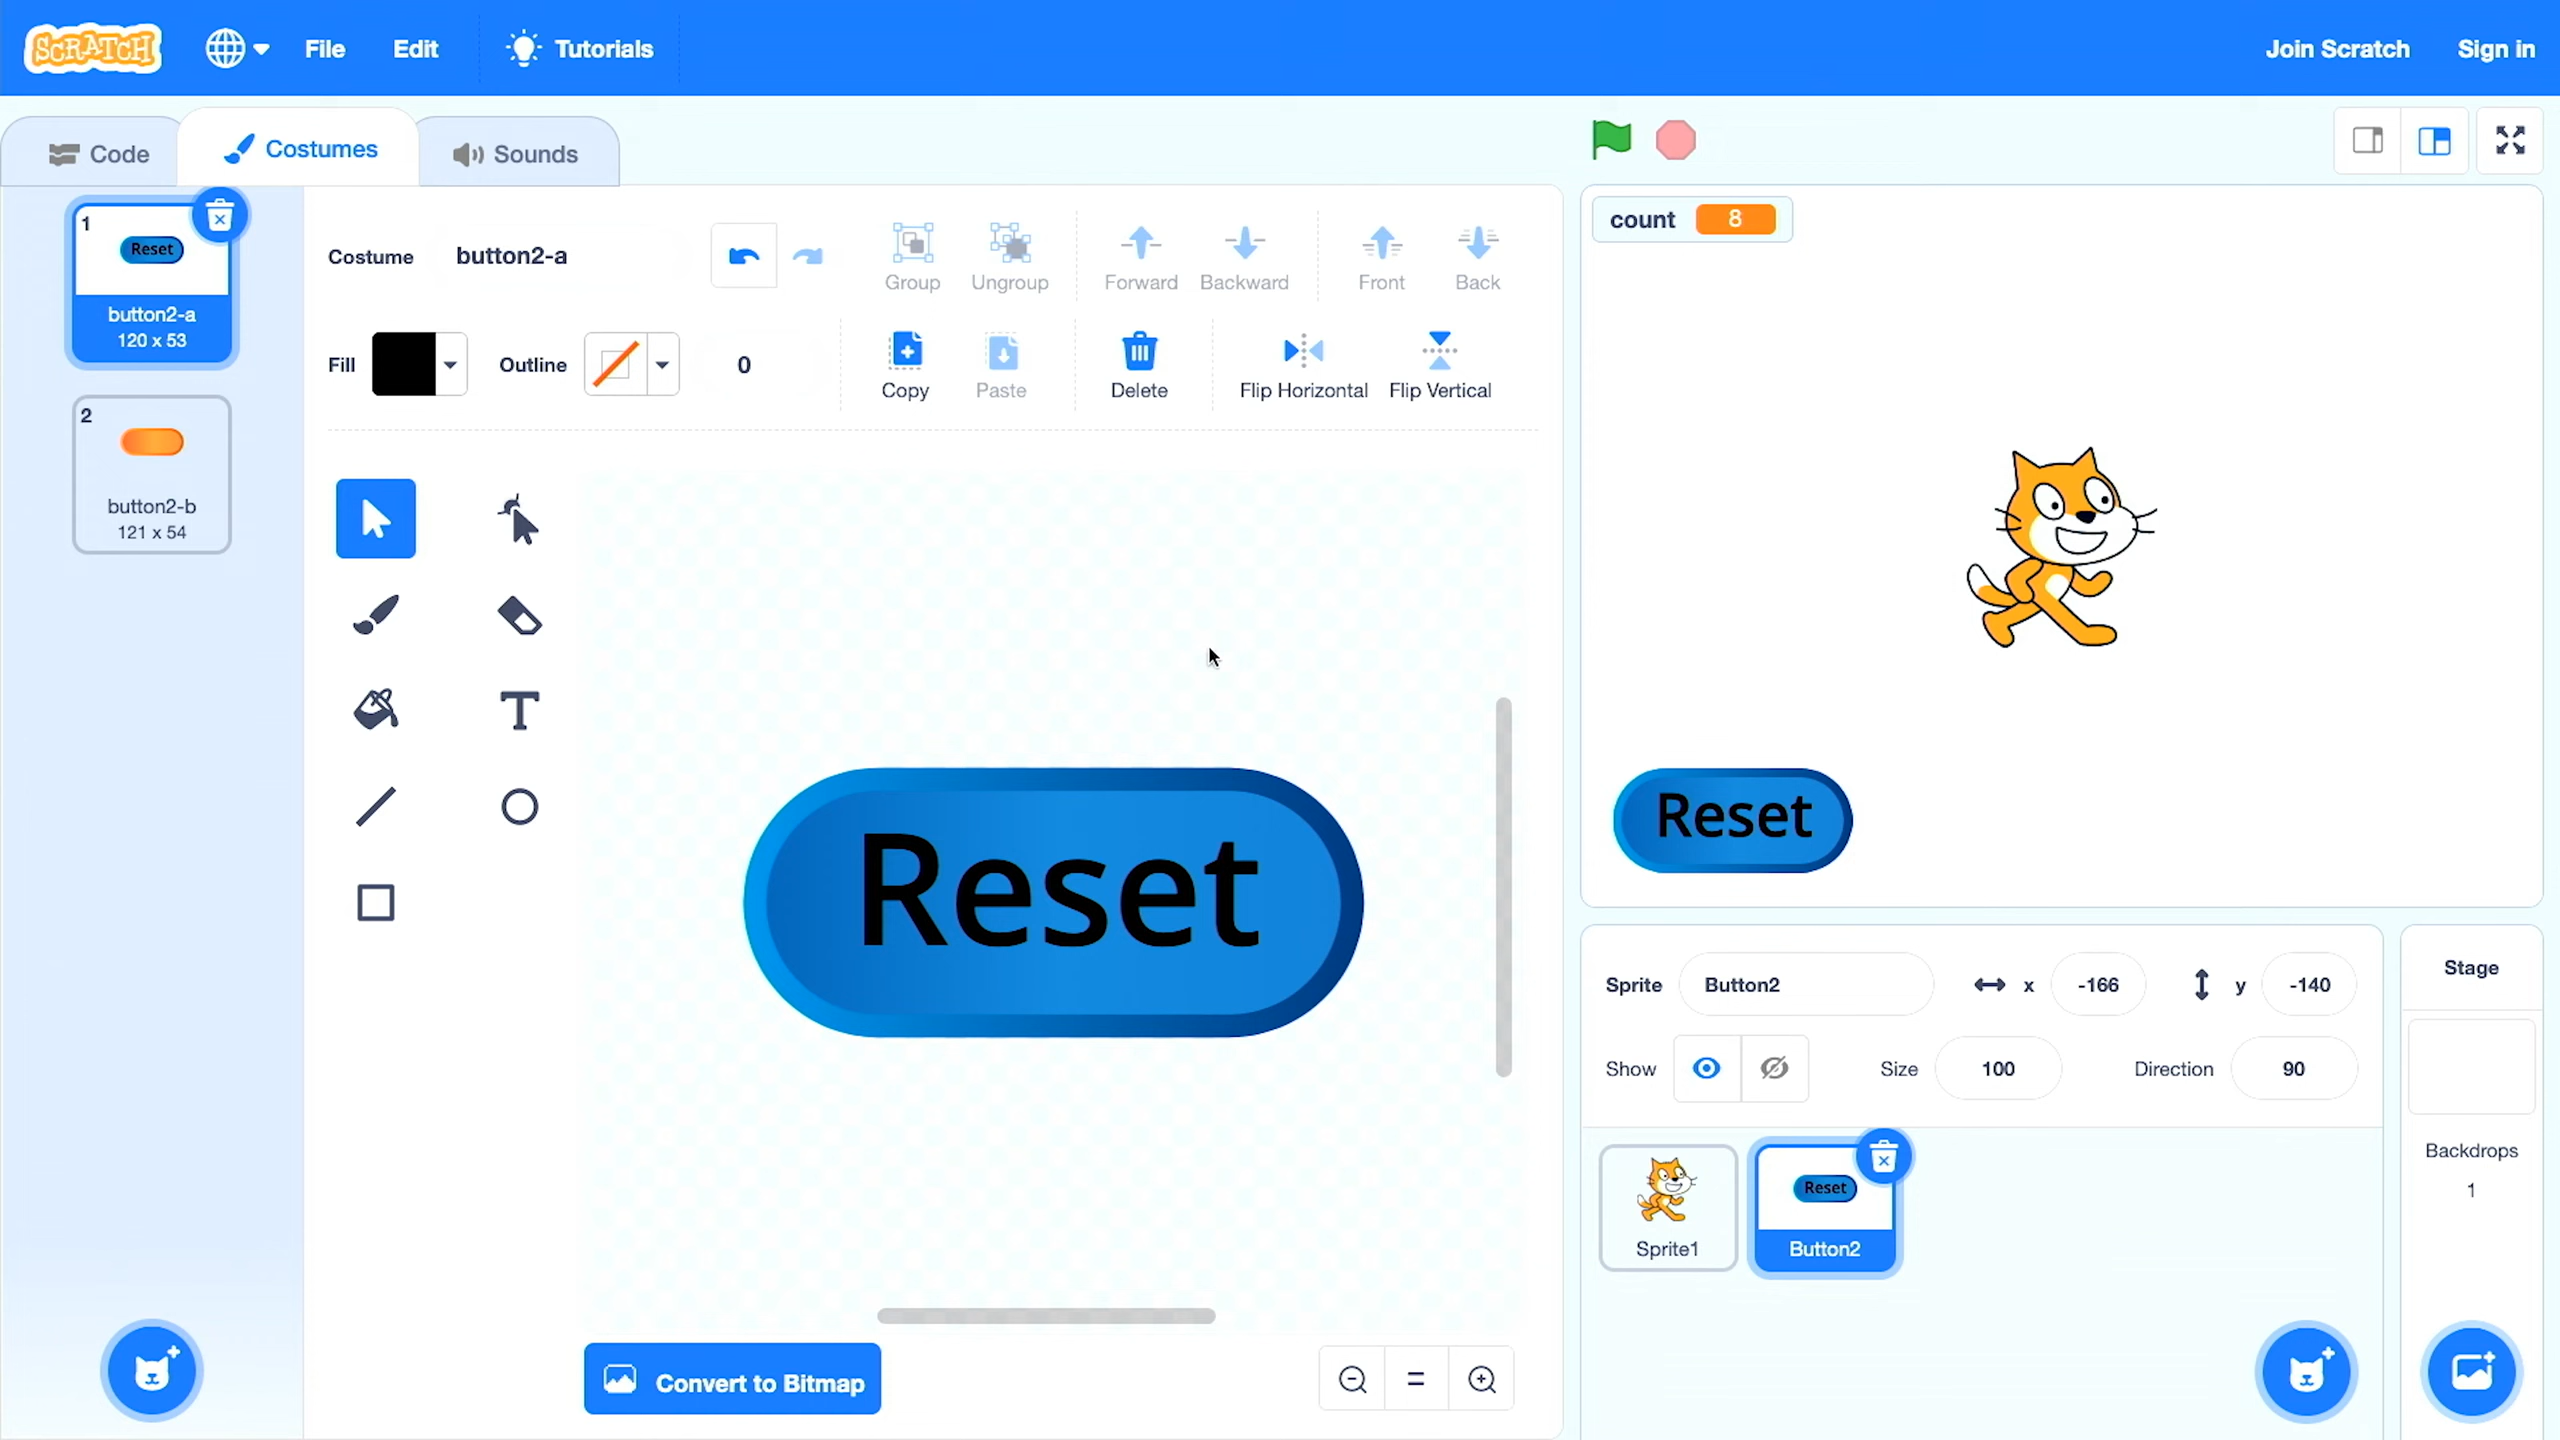 SCRATCH
File
Edit
Tutorials
Join Scratch
Sign in
Code
Costumes
Sounds
1
Reset
button2-a
120 x 53
2
button2-b
121 x 54
Costume
button2-a
Group
Ungroup
Forward
Backward
Front
Back
Fill
Outline
0
Copy
Paste
Delete
Flip Horizontal
Flip Vertical
Reset
Convert to Bitmap
count 8
Reset
Sprite
Button2
x
-166
y
-140
Show
Size
100
Direction
90
Sprite1
Reset
Button2
Stage
Backdrops
1